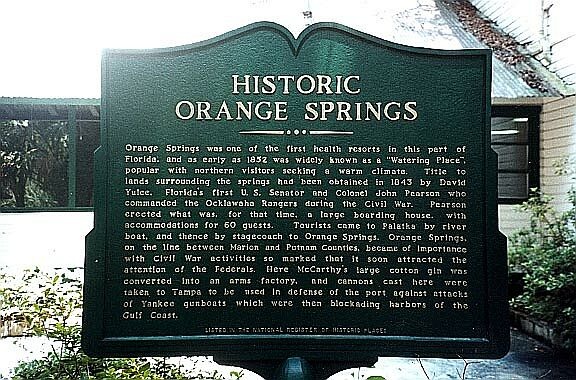 HISTORIC
ORANGE SPRINGS
Orange Springs was one of the first health resorts in this part of
Florida, and as early as 1852 was widely known as a "Watering Place",
popular with northern visitors seeking a warm climate. Title to
lands surrounding the springs had been obtained in 1843 by David
Yulee, Florida's first U. S. Senator and Colonel John Pearson who
commanded the Ocklawaha Rangers during the Civil War. Pearson
erected what was, for that time, a large boarding house, with
accommodations for 60 guests. Tourists came to Palatka by river
boat, and thence by stagecoach to Orange Springs. Orange Springs,
on the line between Marion and Putnam Counties, became of importance
with Civil War activities so marked that it soon attracted the
attention of the Federals. Here McCarthy's large cotton gin was
converted into an arms factory, and cannons cast here were
taken to Tampa to be used in defense of the port against attacks
of Yankee gunboats which were then blockading harbors of the
Gulf Coast.
LISTED IN THE NATIONAL REGISTER OF HISTORIC PLACES